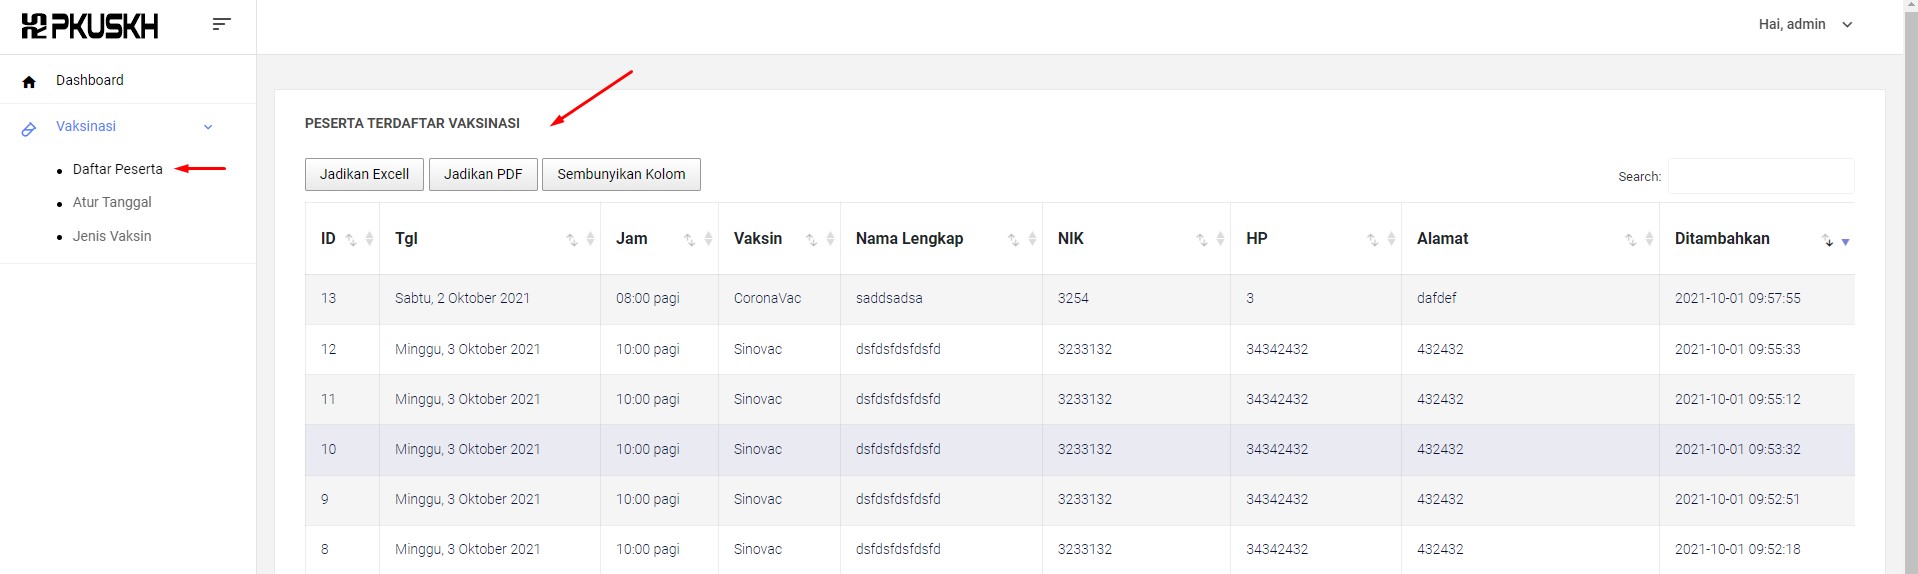 PKUSKH
Hai, admin
Dashboard
Vaksinasi
Daftar Peserta
Atur Tanggal
Jenis Vaksin
PESERTA TERDAFTAR VAKSINASI
Jadikan Excell Jadikan PDF Sembunyikan Kolom Search:
ID Tgl Jam Vaksin Nama Lengkap NIK HP Alamat Ditambahkan
13 Sabtu, 2 Oktober 2021 08:00 pagi CoronaVac saddsadsa 3254 3 dafdef 2021-10-01 09:57:55
12 Minggu, 3 Oktober 2021 10:00 pagi Sinovac dsfdsfdsfdsfd 3233132 34342432 432432 2021-10-01 09:55:33
11 Minggu, 3 Oktober 2021 10:00 pagi Sinovac dsfdsfdsfdsfd 3233132 34342432 432432 2021-10-01 09:55:12
10 Minggu, 3 Oktober 2021 10:00 pagi Sinovac dsfdsfdsfdsfd 3233132 34342432 432432 2021-10-01 09:53:32
9 Minggu, 3 Oktober 2021 10:00 pagi Sinovac dsfdsfdsfdsfd 3233132 34342432 432432 2021-10-01 09:52:51
8 Minggu, 3 Oktober 2021 10:00 pagi Sinovac dsfdsfdsfdsfd 3233132 34342432 432432 2021-10-01 09:52:18